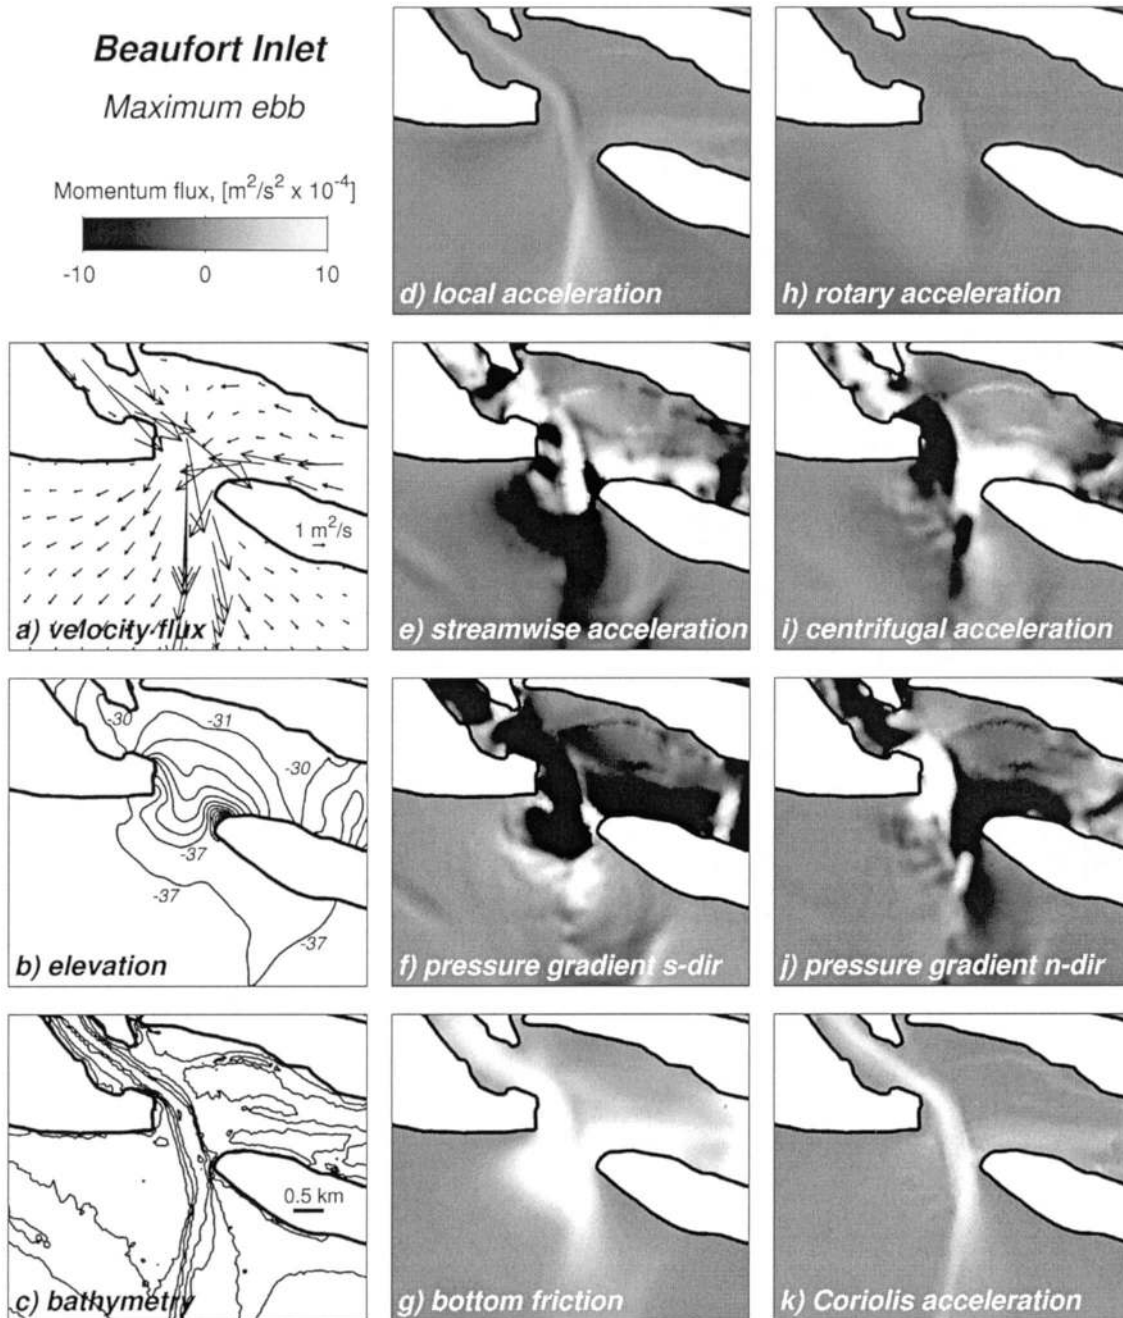 Beaufort Inlet
Maximum ebb
Momentum flux, [m²/s² x 10⁻⁴]
-10 0 10
d) local acceleration
h) rotary acceleration
1 m²/s
a) velocity flux
e) streamwise acceleration
i) centrifugal acceleration
-30
-31
-30
-37
-37
-37
b) elevation
f) pressure gradient s-dir
j) pressure gradient n-dir
0.5 km
c) bathymetry
g) bottom friction
k) Coriolis acceleration